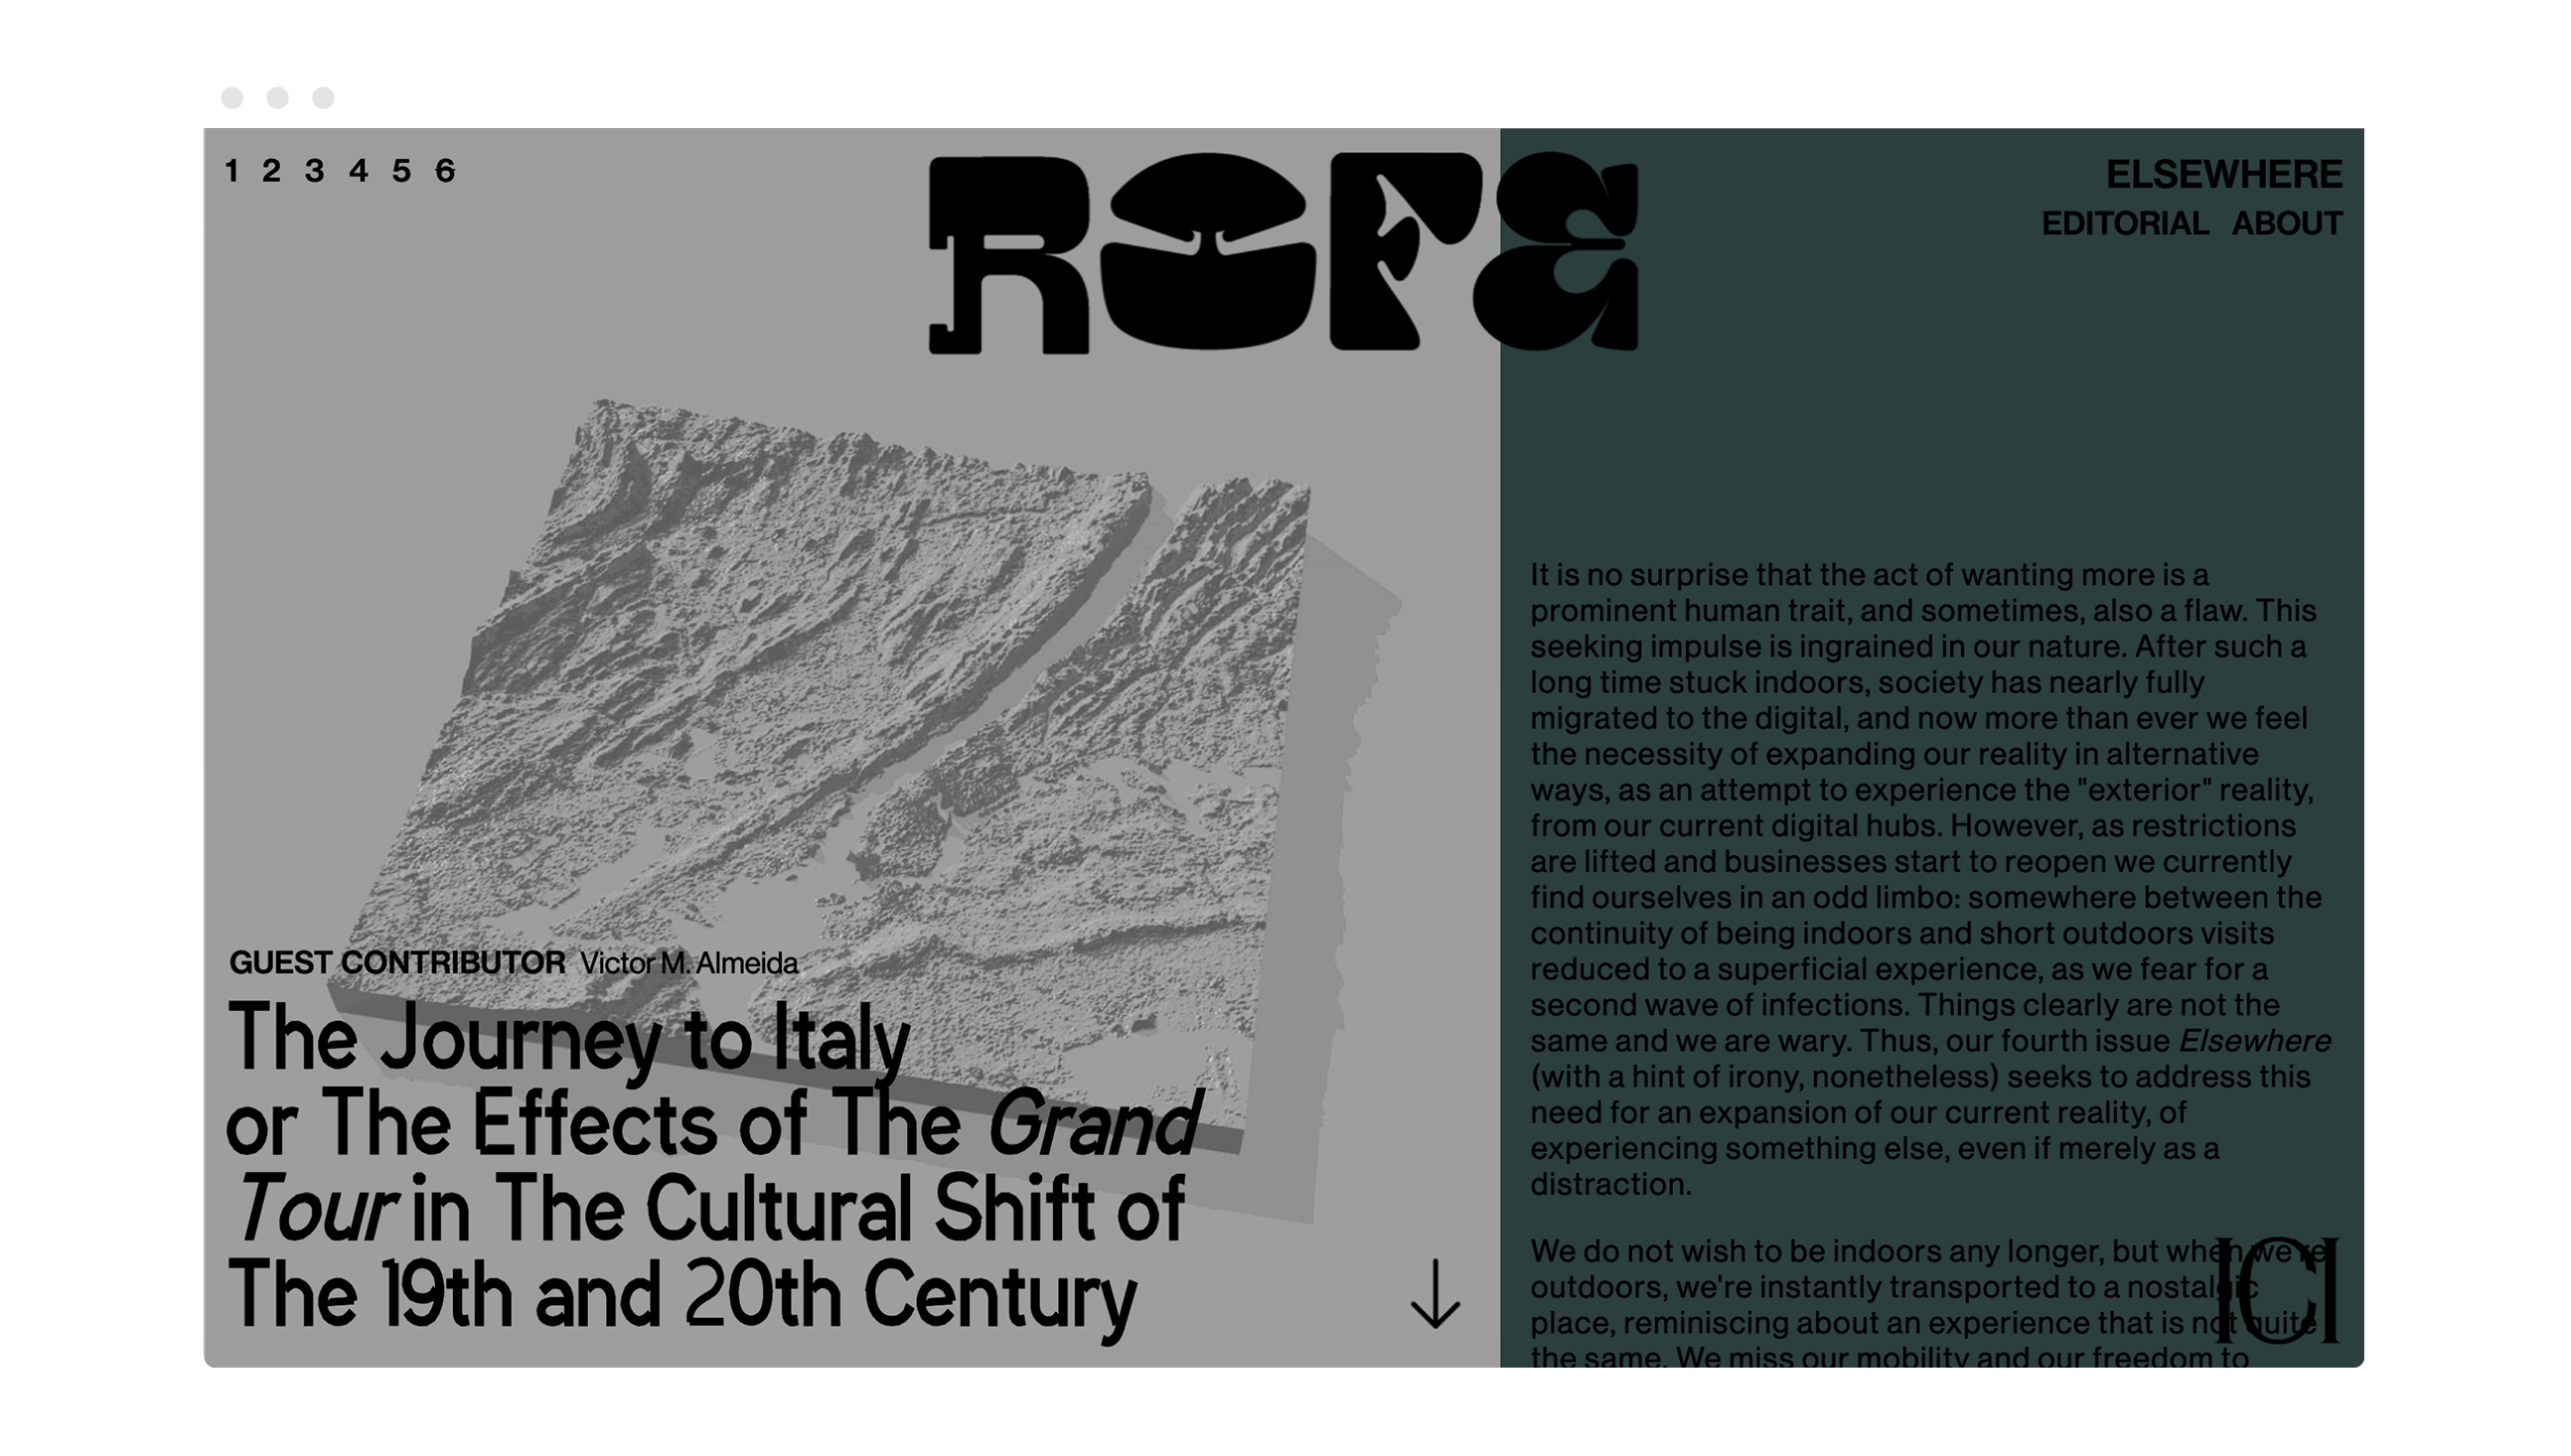 1 2 3 4 5 6
ROFE
ELSEWHERE
EDITORIAL ABOUT
GUEST CONTRIBUTOR Victor M. Almeida
The Journey to Italy
or The Effects of The Grand
Tour in The Cultural Shift of
The 19th and 20th Century
It is no surprise that the act of wanting more is a
prominent human trait, and sometimes, also a flaw. This
seeking impulse is ingrained in our nature. After such a
long time stuck indoors, society has nearly fully
migrated to the digital, and now more than ever we feel
the necessity of expanding our reality in alternative
ways, as an attempt to experience the "exterior" reality,
from our current digital hubs. However, as restrictions
are lifted and businesses start to reopen we currently
find ourselves in an odd limbo: somewhere between the
continuity of being indoors and short outdoors visits
reduced to a superficial experience, as we fear for a
second wave of infections. Things clearly are not the
same and we are wary. Thus, our fourth issue Elsewhere
(with a hint of irony, nonetheless) seeks to address this
need for an expansion of our current reality, of
experiencing something else, even if merely as a
distraction.
We do not wish to be indoors any longer, but when we're
outdoors, we're instantly transported to a nostalgic
place, reminiscing about an experience that is not quite
the same. We miss our mobility and our freedom to
ICI